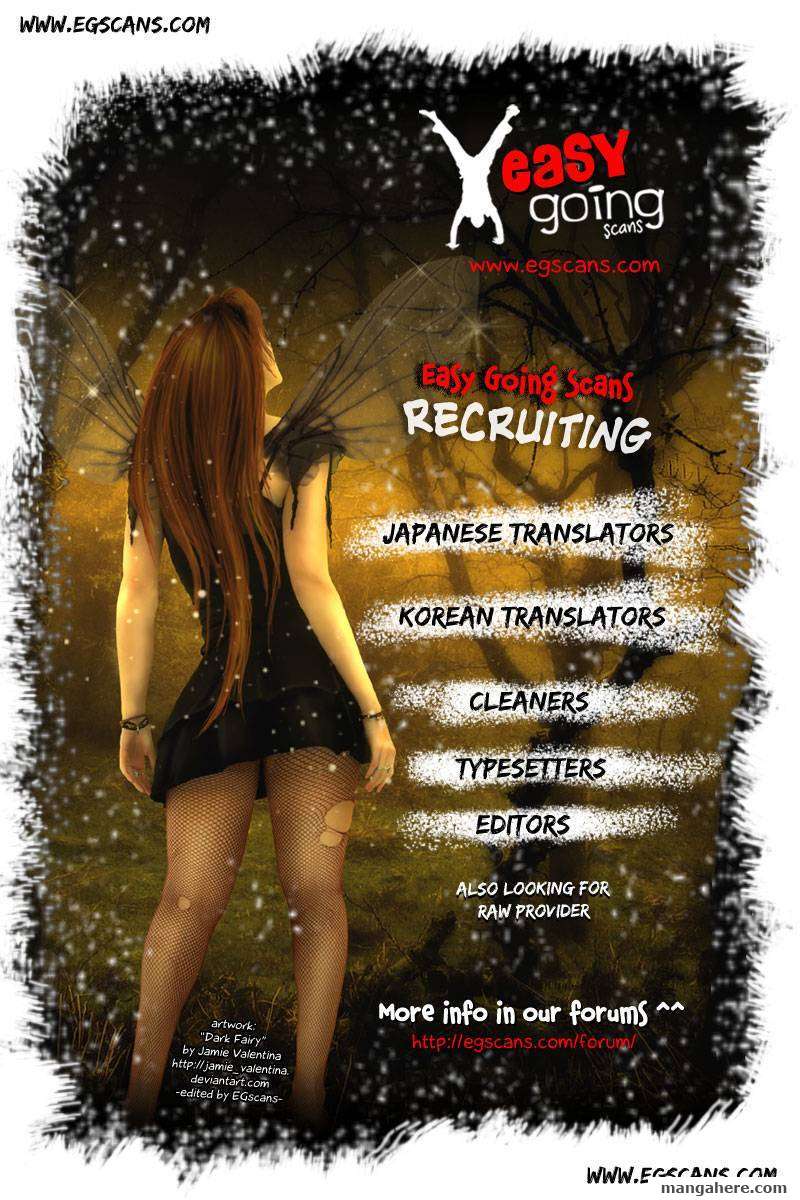 WWW.EGSCANS.COM
easy
going
scans
www.egscans.com
Easy Going Scans
RECRUITING
JAPANESE TRANSLATORS
KOREAN TRANSLATORS
CLEANERS
TYPESETTERS
EDITORS
ALSO LOOKING FOR
RAW PROVIDER
More info in our forums ^^
http://egscans.com/forum/
artwork:
"Dark Fairy"
by Jamie Valentina
http://jamie_valentina.
deviantart.com
-edited by EGscans-
WWW.EGSCANS.COM
mangahere.com